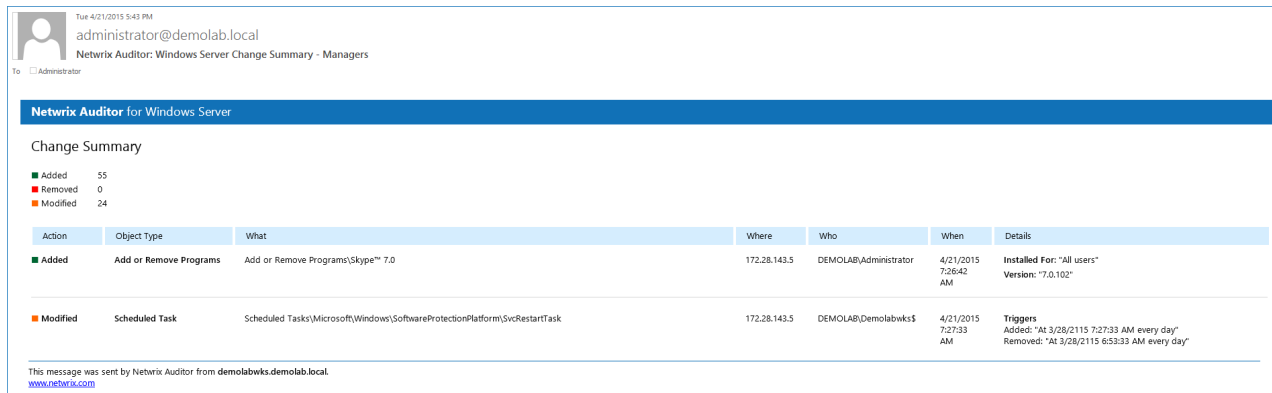 Tue 4/21/2015 5:43 PM
administrator@demolab.local
Netwrix Auditor: Windows Server Change Summary - Managers
To Administrator
Netwrix Auditor for Windows Server
Change Summary
Added 55
Removed 0
Modified 24
Action Object Type What Where Who When Details
Added Add or Remove Programs Add or Remove Programs\Skype™ 7.0 172.28.143.5 DEMOLAB\Administrator 4/21/2015 Installed For: "All users"
7:26:42 Version: "7.0.102"
AM
Modified Scheduled Task Scheduled Tasks\Microsoft\Windows\SoftwareProtectionPlatform\SvcRestartTask 172.28.143.5 DEMOLAB\Demolabwks$ 4/21/2015 Triggers
7:27:33 Added: "At 3/28/2115 7:27:33 AM every day"
AM Removed: "At 3/28/2115 6:53:33 AM every day"
This message was sent by Netwrix Auditor from demolabwks.demolab.local.
www.netwrix.com